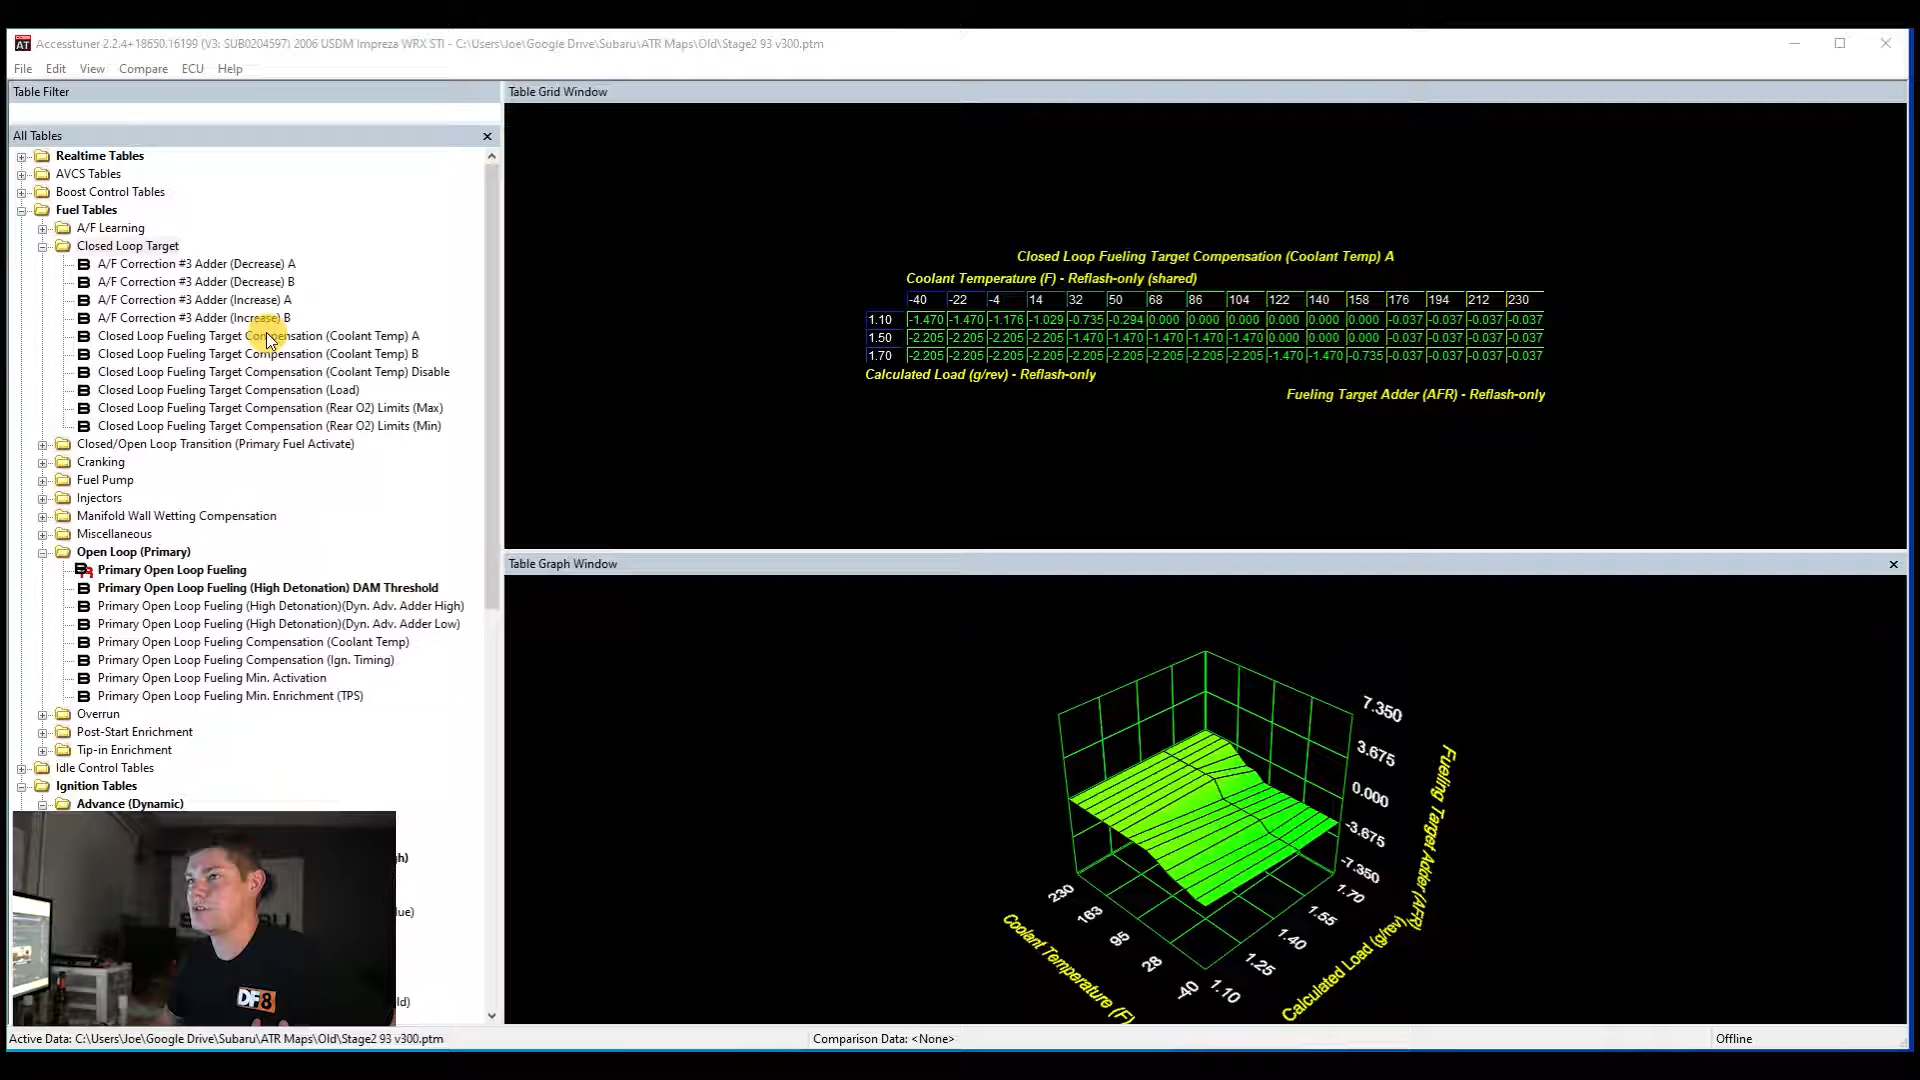 Accesstuner 2.2.4+18650.16199 (V3: SUB0204597) 2006 USDM Impreza WRX STI - C:\Users\Joe\Google Drive\Subaru\ATR Maps\Old\Stage2 93 v300.ptm
File Edit View Compare ECU Help
Table Filter
All Tables
Realtime Tables
AVCS Tables
Boost Control Tables
Fuel Tables
A/F Learning
Closed Loop Target
A/F Correction #3 Adder (Decrease) A
A/F Correction #3 Adder (Decrease) B
A/F Correction #3 Adder (Increase) A
A/F Correction #3 Adder (Increase) B
Closed Loop Fueling Target Compensation (Coolant Temp) A
Closed Loop Fueling Target Compensation (Coolant Temp) B
Closed Loop Fueling Target Compensation (Coolant Temp) Disable
Closed Loop Fueling Target Compensation (Load)
Closed Loop Fueling Target Compensation (Rear O2) Limits (Max)
Closed Loop Fueling Target Compensation (Rear O2) Limits (Min)
Closed/Open Loop Transition (Primary Fuel Activate)
Cranking
Fuel Pump
Injectors
Manifold Wall Wetting Compensation
Miscellaneous
Open Loop (Primary)
Primary Open Loop Fueling
Primary Open Loop Fueling (High Detonation) DAM Threshold
Primary Open Loop Fueling (High Detonation)(Dyn. Adv. Adder High)
Primary Open Loop Fueling (High Detonation)(Dyn. Adv. Adder Low)
Primary Open Loop Fueling Compensation (Coolant Temp)
Primary Open Loop Fueling Compensation (Ign. Timing)
Primary Open Loop Fueling Min. Activation
Primary Open Loop Fueling Min. Enrichment (TPS)
Overrun
Post-Start Enrichment
Tip-in Enrichment
Idle Control Tables
Ignition Tables
Advance (Dynamic)
h)
ue)
ld)
DF8
Table Grid Window
Closed Loop Fueling Target Compensation (Coolant Temp) A
Coolant Temperature (F) - Reflash-only (shared)
-40 -22 -4 14 32 50 68 86 104 122 140 158 176 194 212 230
1.10 -1.470 -1.470 -1.176 -1.029 -0.735 -0.294 0.000 0.000 0.000 0.000 0.000 0.000 -0.037 -0.037 -0.037 -0.037
1.50 -2.205 -2.205 -2.205 -2.205 -1.470 -1.470 -1.470 -1.470 -1.470 0.000 0.000 0.000 -0.037 -0.037 -0.037 -0.037
1.70 -2.205 -2.205 -2.205 -2.205 -2.205 -2.205 -2.205 -2.205 -2.205 -1.470 -1.470 -0.735 -0.037 -0.037 -0.037 -0.037
Calculated Load (g/rev) - Reflash-only
Fueling Target Adder (AFR) - Reflash-only
Table Graph Window
7.350
3.675
0.000
-3.675
-7.350
Fueling Target Adder (AFR)
1.70
1.55
1.40
1.25
1.10
Calculated Load (g/rev)
230
163
95
28
-40
Coolant Temperature (F)
Active Data: C:\Users\Joe\Google Drive\Subaru\ATR Maps\Old\Stage2 93 v300.ptm
Comparison Data: <None>
Offline